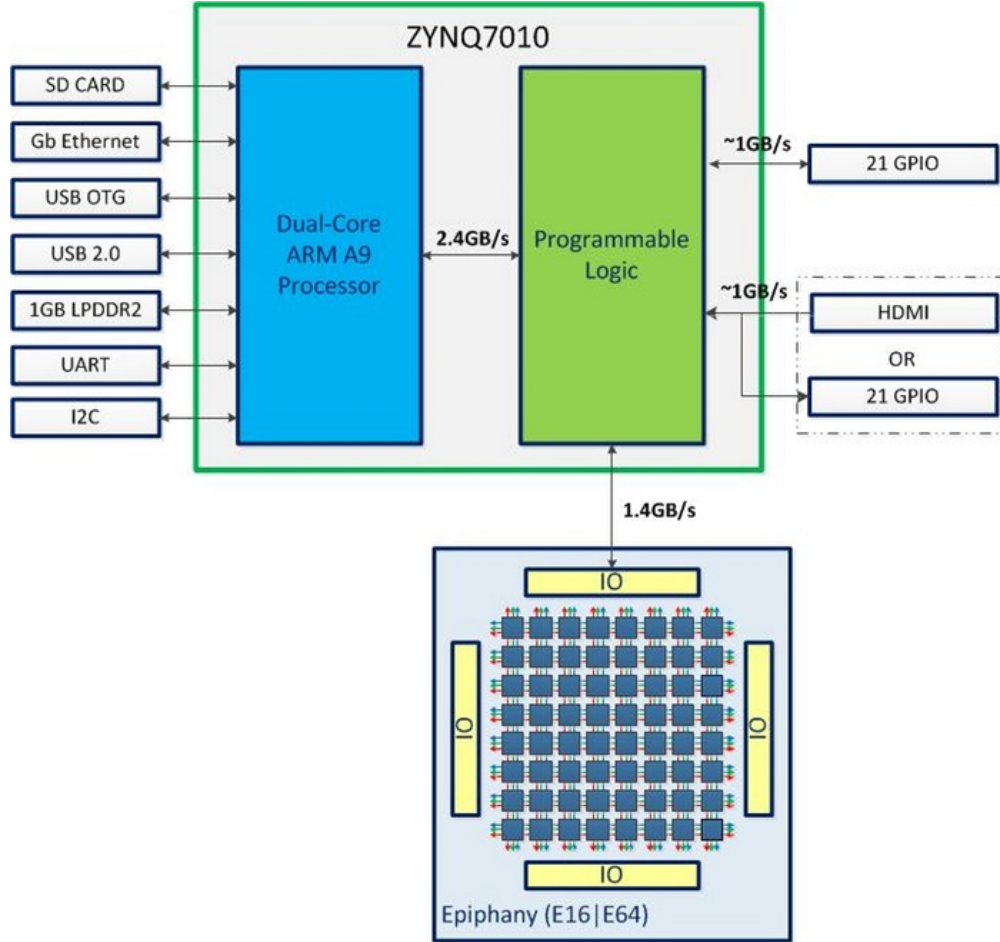 ZYNQ7010
SD CARD
Gb Ethernet
USB OTG
USB 2.0
1GB LPDDR2
UART
I2C
Dual-Core
ARM A9
Processor
2.4GB/s
Programmable
Logic
~1GB/s
21 GPIO
~1GB/s
HDMI
OR
21 GPIO
1.4GB/s
IO
IO
IO
IO
Epiphany (E16|E64)